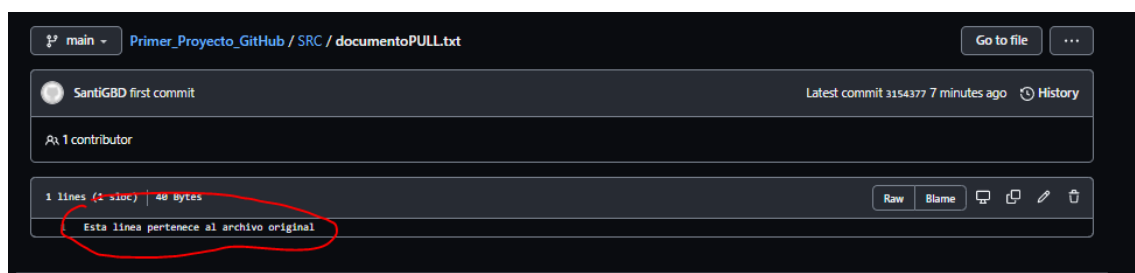 main
Primer_Proyecto_GitHub / SRC / documentoPULL.txt
Go to file
...
SantiGBD first commit
Latest commit 3154377 7 minutes ago
History
1 contributor
1 lines (1 sloc) 40 Bytes
Raw
Blame
1 Esta linea pertenece al archivo original